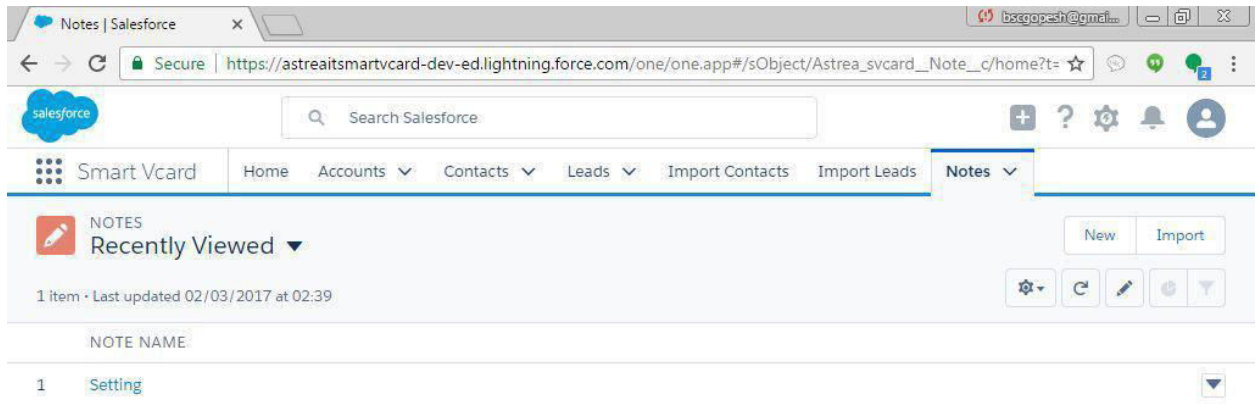 Notes | Salesforce
Secure https://astreaitsmartvcard-dev-ed.lightning.force.com/one/one.app#/sObject/Astrea_svcard__Note__c/home?t=
2
salesforce
Search Salesforce
Smart Vcard Home Accounts Contacts Leads Import Contacts Import Leads Notes
NOTES
Recently Viewed
New Import
1 item • Last updated 02/03/2017 at 02:39
NOTE NAME
1 Setting